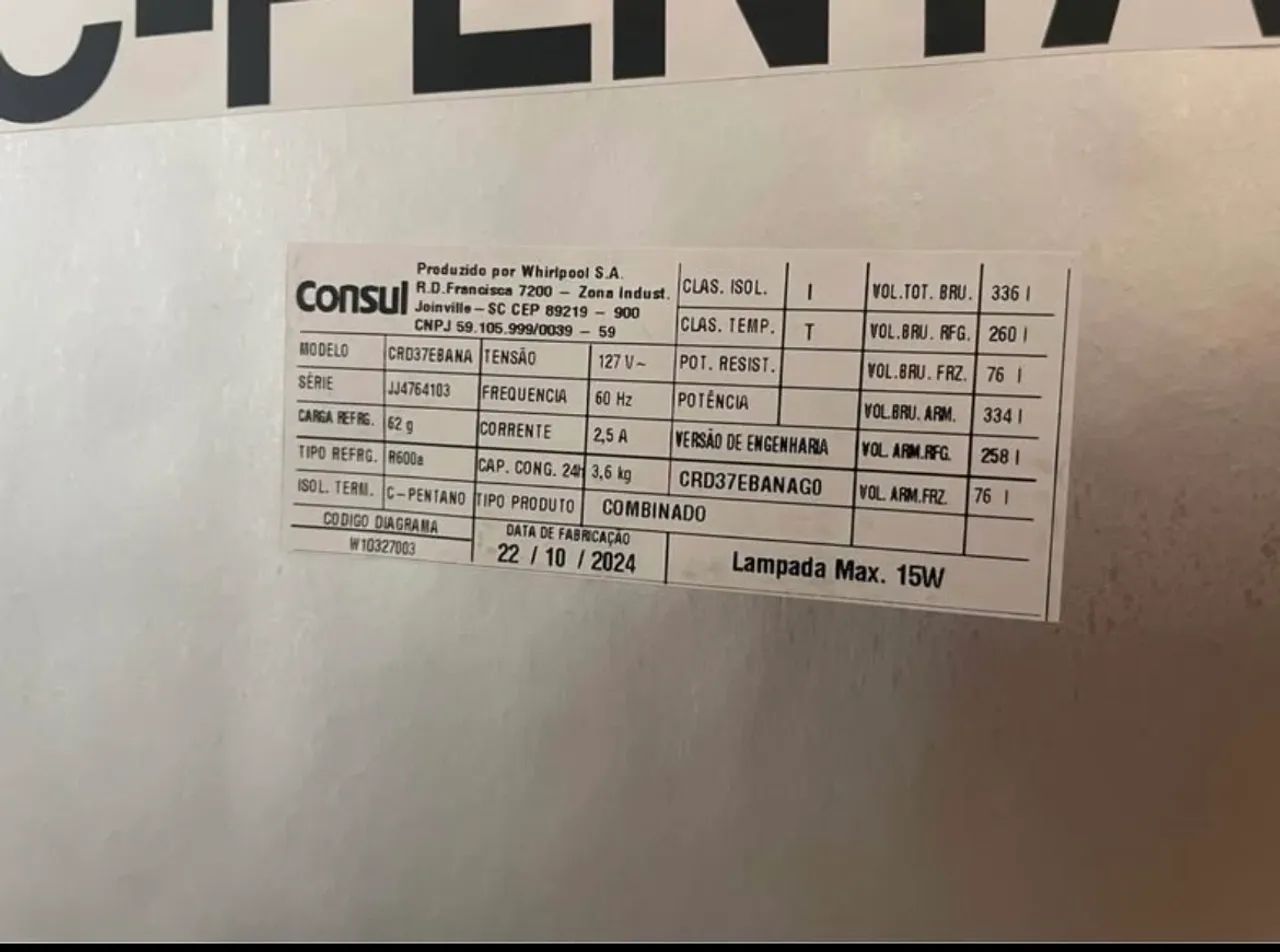 C-PENTA
Produzido por Whirlpool S.A.
consul R.D.Francisca 7200 - Zona Indust.
Joinville - SC CEP 89219 - 900
CNPJ 59.105.999/0039 - 59
CLAS. ISOL. I VOL.TOT. BRU. 336 l
CLAS. TEMP. T VOL.BRU. RFG. 260 l
MODELO CRD37EBANA TENSÃO 127 V~ POT. RESIST. VOL.BRU. FRZ. 76 l
SÉRIE JJ4764103 FREQUENCIA 60 Hz POTÊNCIA VOL.BRU. ARM. 334 l
CARGA REFRG. 62 g CORRENTE 2,5 A VERSÃO DE ENGENHARIA VOL. ARM.RFG. 258 l
TIPO REFRG. R600a CAP. CONG. 24H 3,6 kg CRD37EBANAG0 VOL. ARM.FRZ. 76 l
ISOL. TERM. C-PENTANO TIPO PRODUTO COMBINADO
CODIGO DIAGRAMA DATA DE FABRICAÇÃO
W10327003 22 / 10 / 2024 Lampada Max. 15W